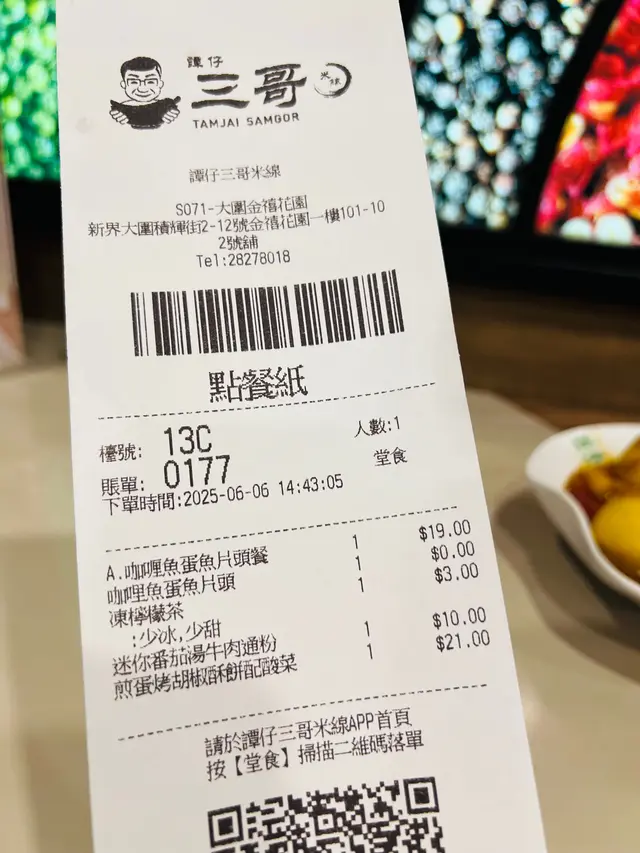 譚仔
三哥
米線
TAMJAI SAMGOR
譚仔三哥米線
S071-大圍金禧花園
新界大圍積輝街2-12號金禧花園一樓101-10
2號舖
Tel:28278018
點餐紙
檯號: 13C 人數:1
賬單: 0177 堂食
下單時間:2025-06-06 14:43:05
A.咖喱魚蛋魚片頭餐 1 $19.00
咖喱魚蛋魚片頭 1 $0.00
凍檸檬茶 1 $3.00
:少冰,少甜
迷你番茄湯牛肉通粉 1 $10.00
煎蛋烤胡椒酥餅配酸菜 1 $21.00
請於譚仔三哥米線APP首頁
按【堂食】掃描二維碼落單